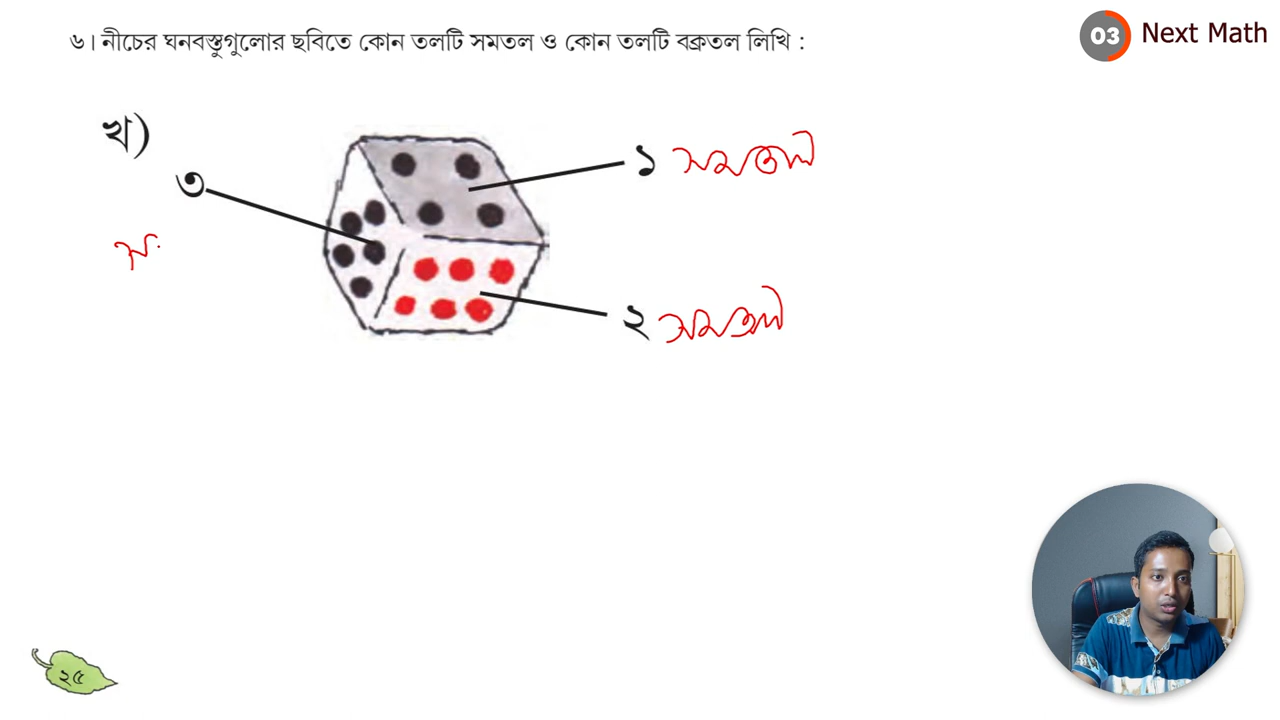 ৬। নীচের ঘনবস্তুগুলোর ছবিতে কোন তলটি সমতল ও কোন তলটি বক্রতল লিখি :
03 Next Math
খ)
১ সমতল
৩
২ সমতল
২৫